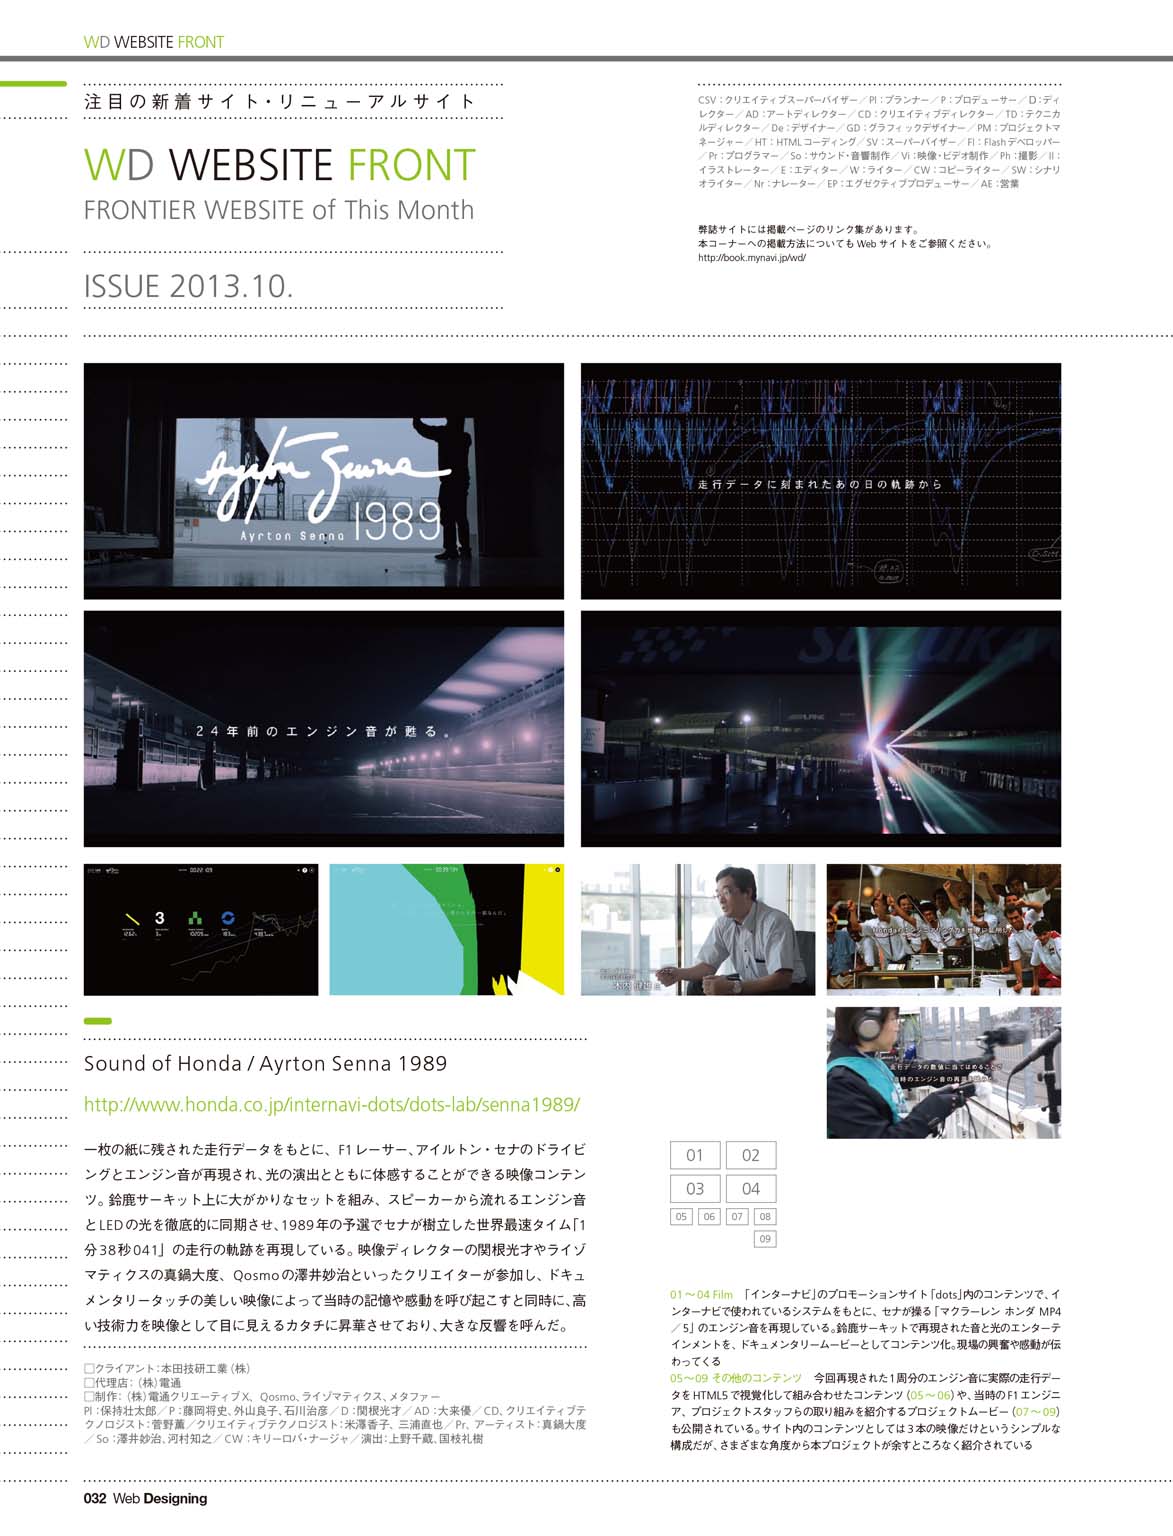 WD WEBSITE FRONT
注目の新着サイト・リニューアルサイト
WD WEBSITE FRONT
FRONTIER WEBSITE of This Month
ISSUE 2013.10.
CSV：クリエイティブスーパーバイザー／Pl：プランナー／P：プロデューサー／D：ディ
レクター／AD：アートディレクター／CD：クリエイティブディレクター／TD：テクニカ
ルディレクター／De：デザイナー／GD：グラフィックデザイナー／PM：プロジェクトマ
ネージャー／HT：HTMLコーディング／SV：スーパーバイザー／Fl：Flashデベロッパー
／Pr：プログラマー／So：サウンド・音響制作／Vi：映像・ビデオ制作／Ph：撮影／Il：
イラストレーター／E：エディター／W：ライター／CW：コピーライター／SW：シナリ
オライター／Nr：ナレーター／EP：エグゼクティブプロデューサー／AE：営業
弊誌サイトには掲載ページのリンク集があります。
本コーナーへの掲載方法についてもWebサイトをご参照ください。
http://book.mynavi.jp/wd/
Ayrton Senna
Ayrton Senna 1989
走行データに刻まれたあの日の軌跡から
24年前のエンジン音が甦る。
SUZUKA
3
走行データの数値に当てはめることで
当時のエンジン音の再現
Sound of Honda / Ayrton Senna 1989
http://www.honda.co.jp/internavi-dots/dots-lab/senna1989/
一枚の紙に残された走行データをもとに、F1レーサー、アイルトン・セナのドライビ
ングとエンジン音が再現され、光の演出とともに体感することができる映像コンテン
ツ。鈴鹿サーキット上に大がかりなセットを組み、スピーカーから流れるエンジン音
とLEDの光を徹底的に同期させ、1989年の予選でセナが樹立した世界最速タイム「1
分38秒041」の走行の軌跡を再現している。映像ディレクターの関根光才やライゾ
マティクスの真鍋大度、Qosmoの澤井妙治といったクリエイターが参加し、ドキュ
メンタリータッチの美しい映像によって当時の記憶や感動を呼び起こすと同時に、高
い技術力を映像として目に見えるカタチに昇華させており、大きな反響を呼んだ。
□クライアント：本田技研工業（株）
□代理店：（株）電通
□制作：（株）電通クリエーティブX、Qosmo、ライゾマティクス、メタファー
Pl：保持壮太郎／P：藤岡将史、外山良子、石川治彦／D：関根光才／AD：大来優／CD、クリエイティブテ
クノロジスト：菅野薫／クリエイティブテクノロジスト：米澤香子、三浦直也／Pr、アーティスト：真鍋大度
／So：澤井妙治、河村知之／CW：キリーロバ・ナージャ／演出：上野千蔵、国枝礼樹
01 02
03 04
05 06 07 08
09
01～04 Film 「インターナビ」のプロモーションサイト「dots」内のコンテンツで、イ
ンターナビで使われているシステムをもとに、セナが操る「マクラーレン ホンダ MP4
／5」のエンジン音を再現している。鈴鹿サーキットで再現された音と光のエンターテ
インメントを、ドキュメンタリームービーとしてコンテンツ化。現場の興奮や感動が伝
わってくる
05～09 その他のコンテンツ 今回再現された1周分のエンジン音に実際の走行デー
タをHTML5で視覚化して組み合わせたコンテンツ（05～06）や、当時のF1エンジニ
ア、プロジェクトスタッフらの取り組みを紹介するプロジェクトムービー（07～09）
も公開されている。サイト内のコンテンツとしては3本の映像だけというシンプルな
構成だが、さまざまな角度から本プロジェクトが余すところなく紹介されている
032 Web Designing